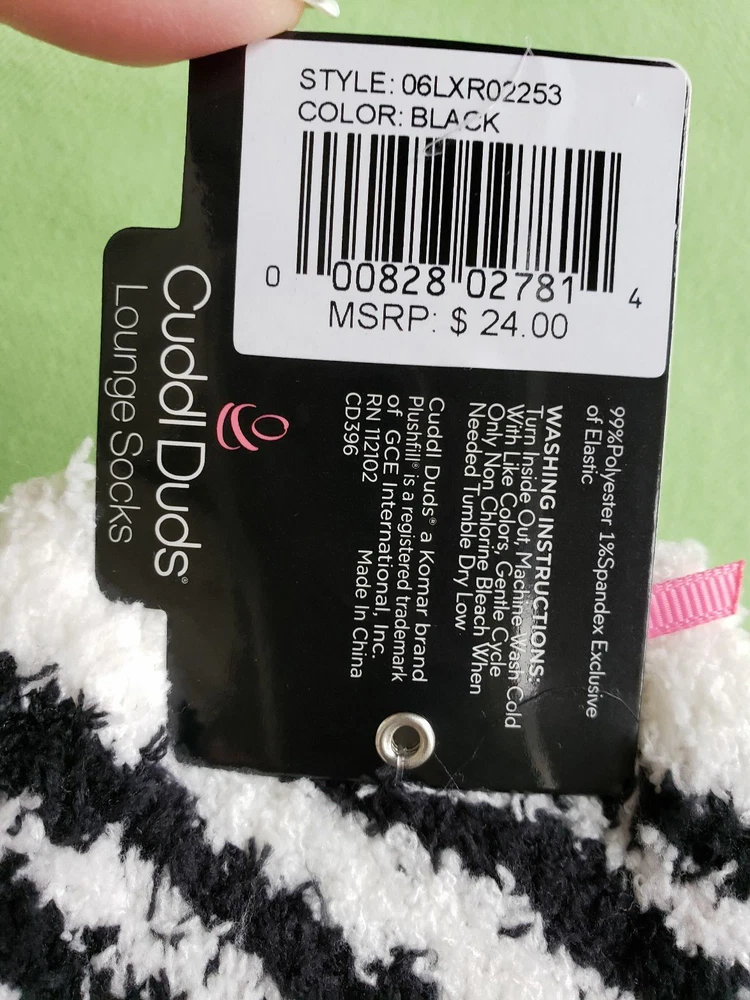 STYLE: 06LXR02253
COLOR: BLACK
0 00828 02781 4
MSRP: $ 24.00
Cuddl Duds®
Lounge Socks
99%Polyester 1%Spandex Exclusive
of Elastic
WASHING INSTRUCTIONS:
Turn Inside Out, Machine Wash Cold
With Like Colors, Gentle Cycle
Only Non Chlorine Bleach When
Needed Tumble Dry Low
Cuddl Duds® a Komar brand
Plushfill® is a registered trademark
of GCE International, Inc.
RN 112102 Made In China
CD396